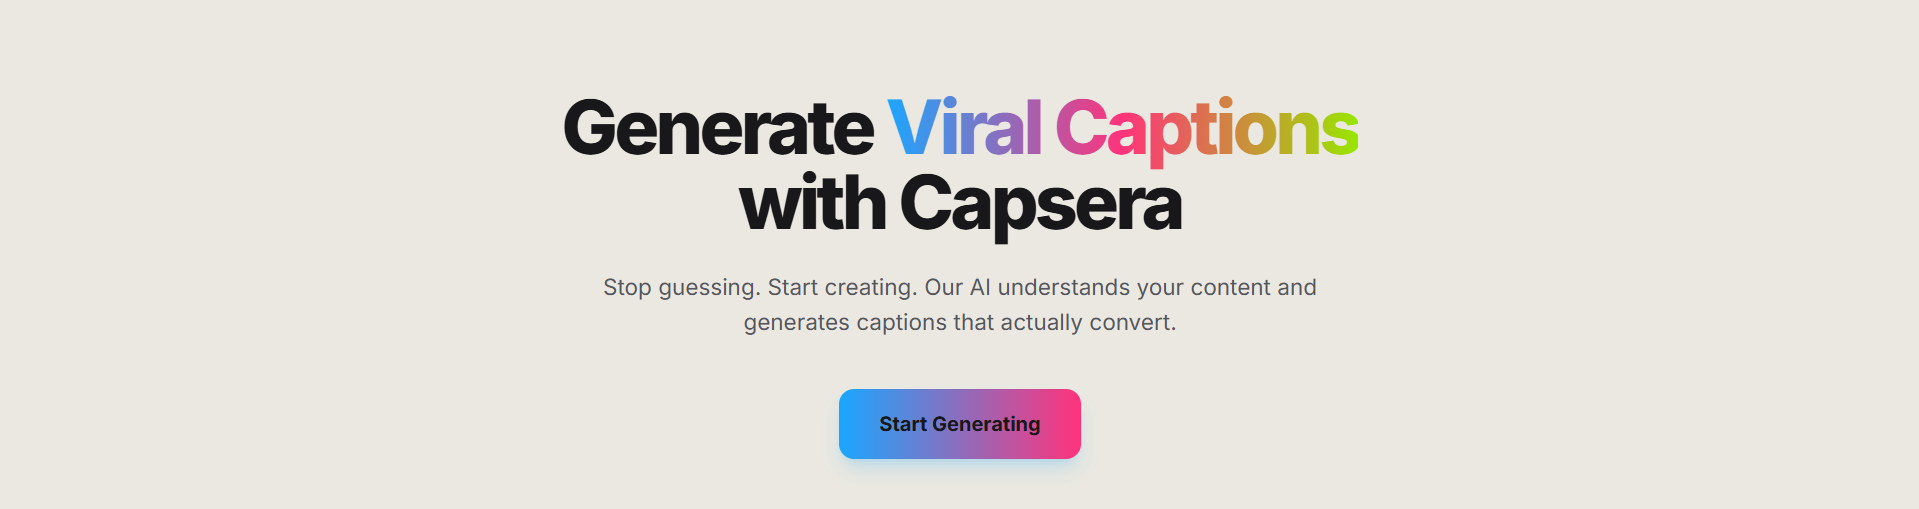 Generate Viral Captions
with Capsera
Stop guessing. Start creating. Our AI understands your content and
generates captions that actually convert.
Start Generating